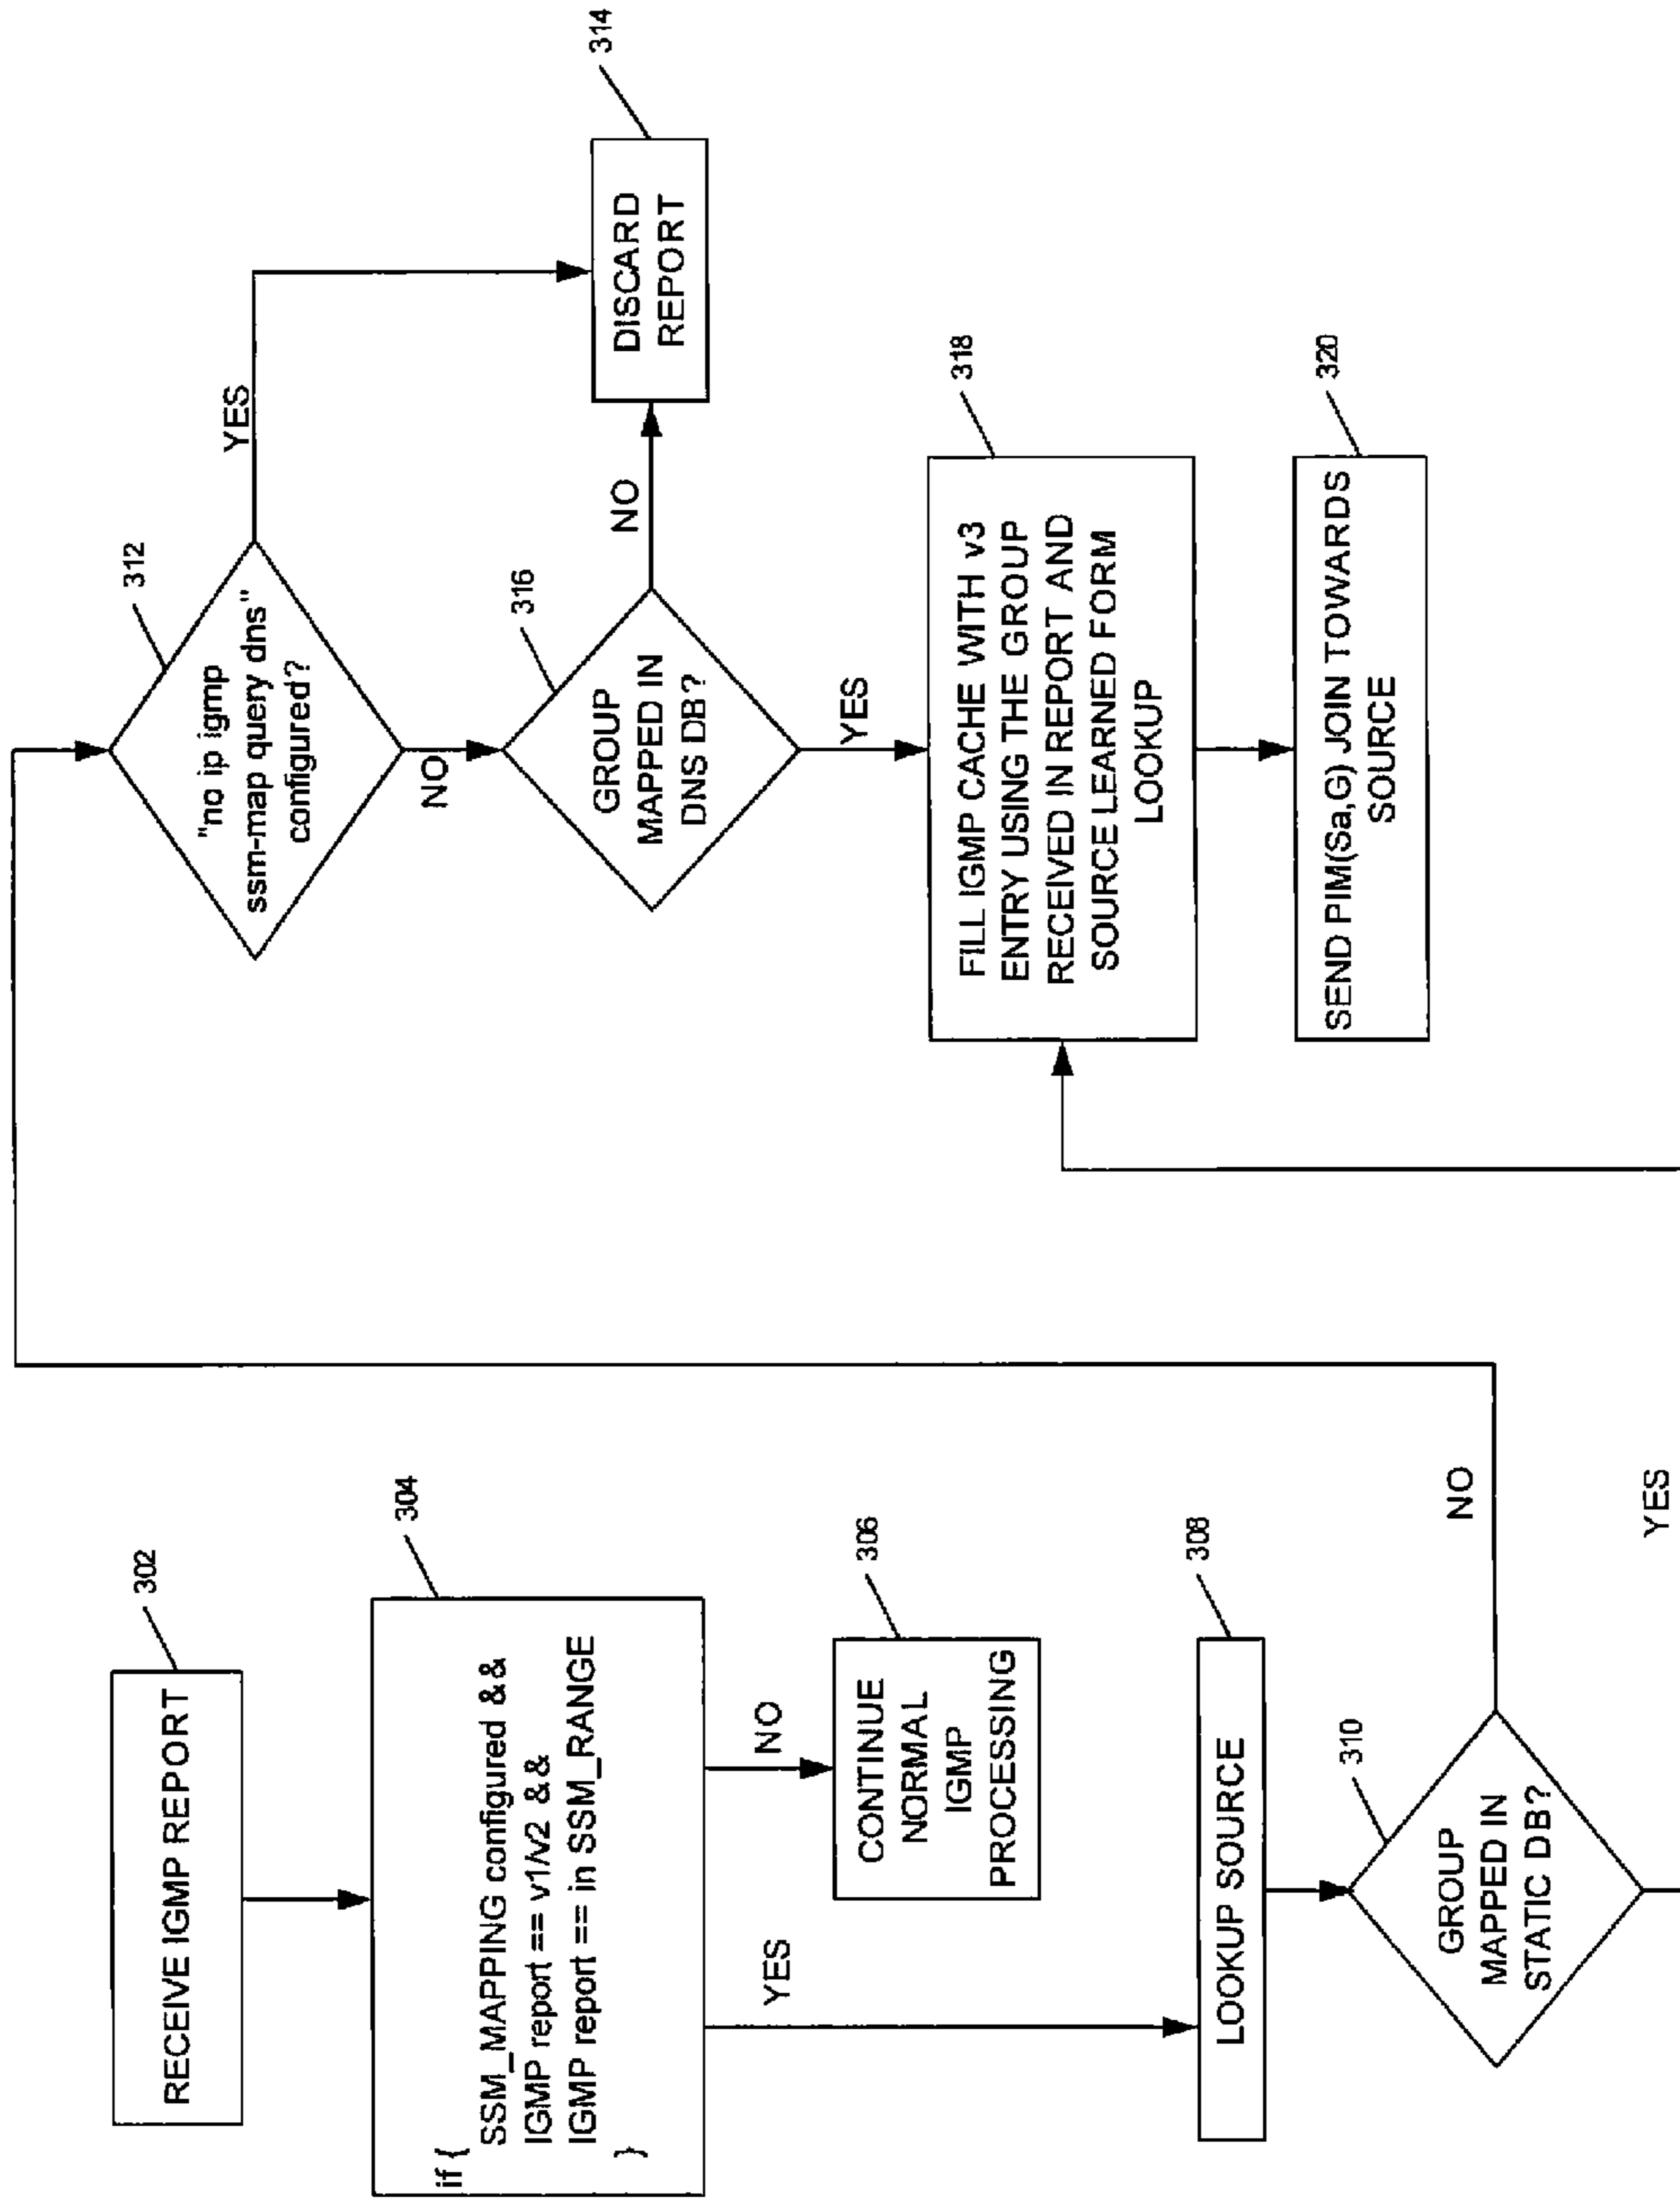 302
RECEIVE IGMP REPORT
304
if {
SSM_MAPPING configured &&
IGMP report == v1/v2 &&
IGMP report == in SSM_RANGE
}
NO
306
CONTINUE
NORMAL
IGMP
PROCESSING
YES
308
LOOKUP SOURCE
310
GROUP
MAPPED IN
STATIC DB?
NO
YES
312
"no ip igmp
ssm-map query dns"
configured?
YES
314
DISCARD
REPORT
NO
316
GROUP
MAPPED IN
DNS DB?
NO
YES
318
FILL IGMP CACHE WITH v3
ENTRY USING THE GROUP
RECEIVED IN REPORT AND
SOURCE LEARNED FORM
LOOKUP
320
SEND PIM(Sa,G) JOIN TOWARDS
SOURCE